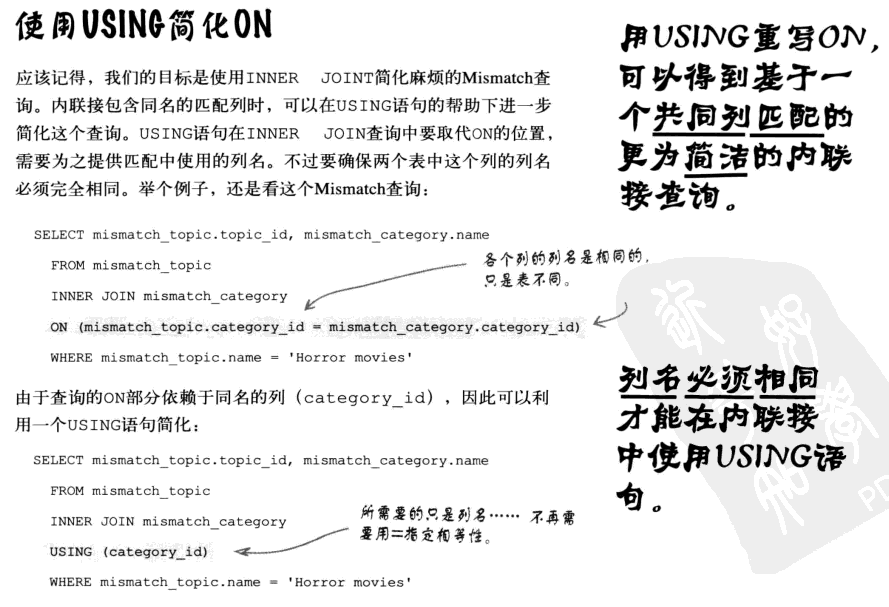 使用USING简化ON
应该记得，我们的目标是使用INNER JOINT简化麻烦的Mismatch查
询。内联接包含同名的匹配列时，可以在USING语句的帮助下进一步
简化这个查询。USING语句在INNER JOIN查询中要取代ON的位置，
需要为之提供匹配中使用的列名。不过要确保两个表中这个列的列名
必须完全相同。举个例子，还是看这个Mismatch查询：
SELECT mismatch_topic.topic_id, mismatch_category.name
FROM mismatch_topic
INNER JOIN mismatch_category
ON (mismatch_topic.category_id = mismatch_category.category_id)
WHERE mismatch_topic.name = 'Horror movies'
各个列的列名是相同的，
只是表不同。
由于查询的ON部分依赖于同名的列（category_id），因此可以利
用一个USING语句简化：
SELECT mismatch_topic.topic_id, mismatch_category.name
FROM mismatch_topic
INNER JOIN mismatch_category
USING (category_id)
WHERE mismatch_topic.name = 'Horror movies'
所需要的只是列名…… 不再需
要用=指定相等性。
用USING重写ON，
可以得到基于一
个共同列匹配的
更为简洁的内联
接查询。
列名必须相同
才能在内联接
中使用USING语
句。
PD